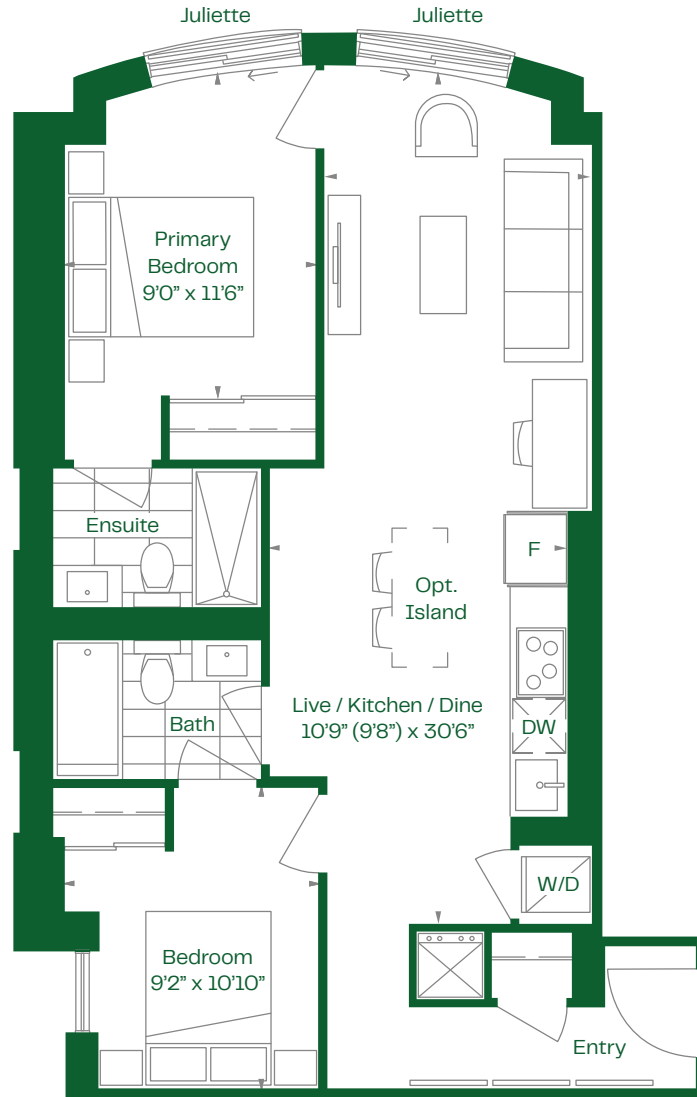 Juliette
Juliette
Primary
Bedroom
9’0” x 11’6”
Ensuite
F
Opt.
Island
Live / Kitchen / Dine
10’9” (9’8”) x 30’6”
Bath
DW
W/D
Bedroom
9’2” x 10’10”
Entry